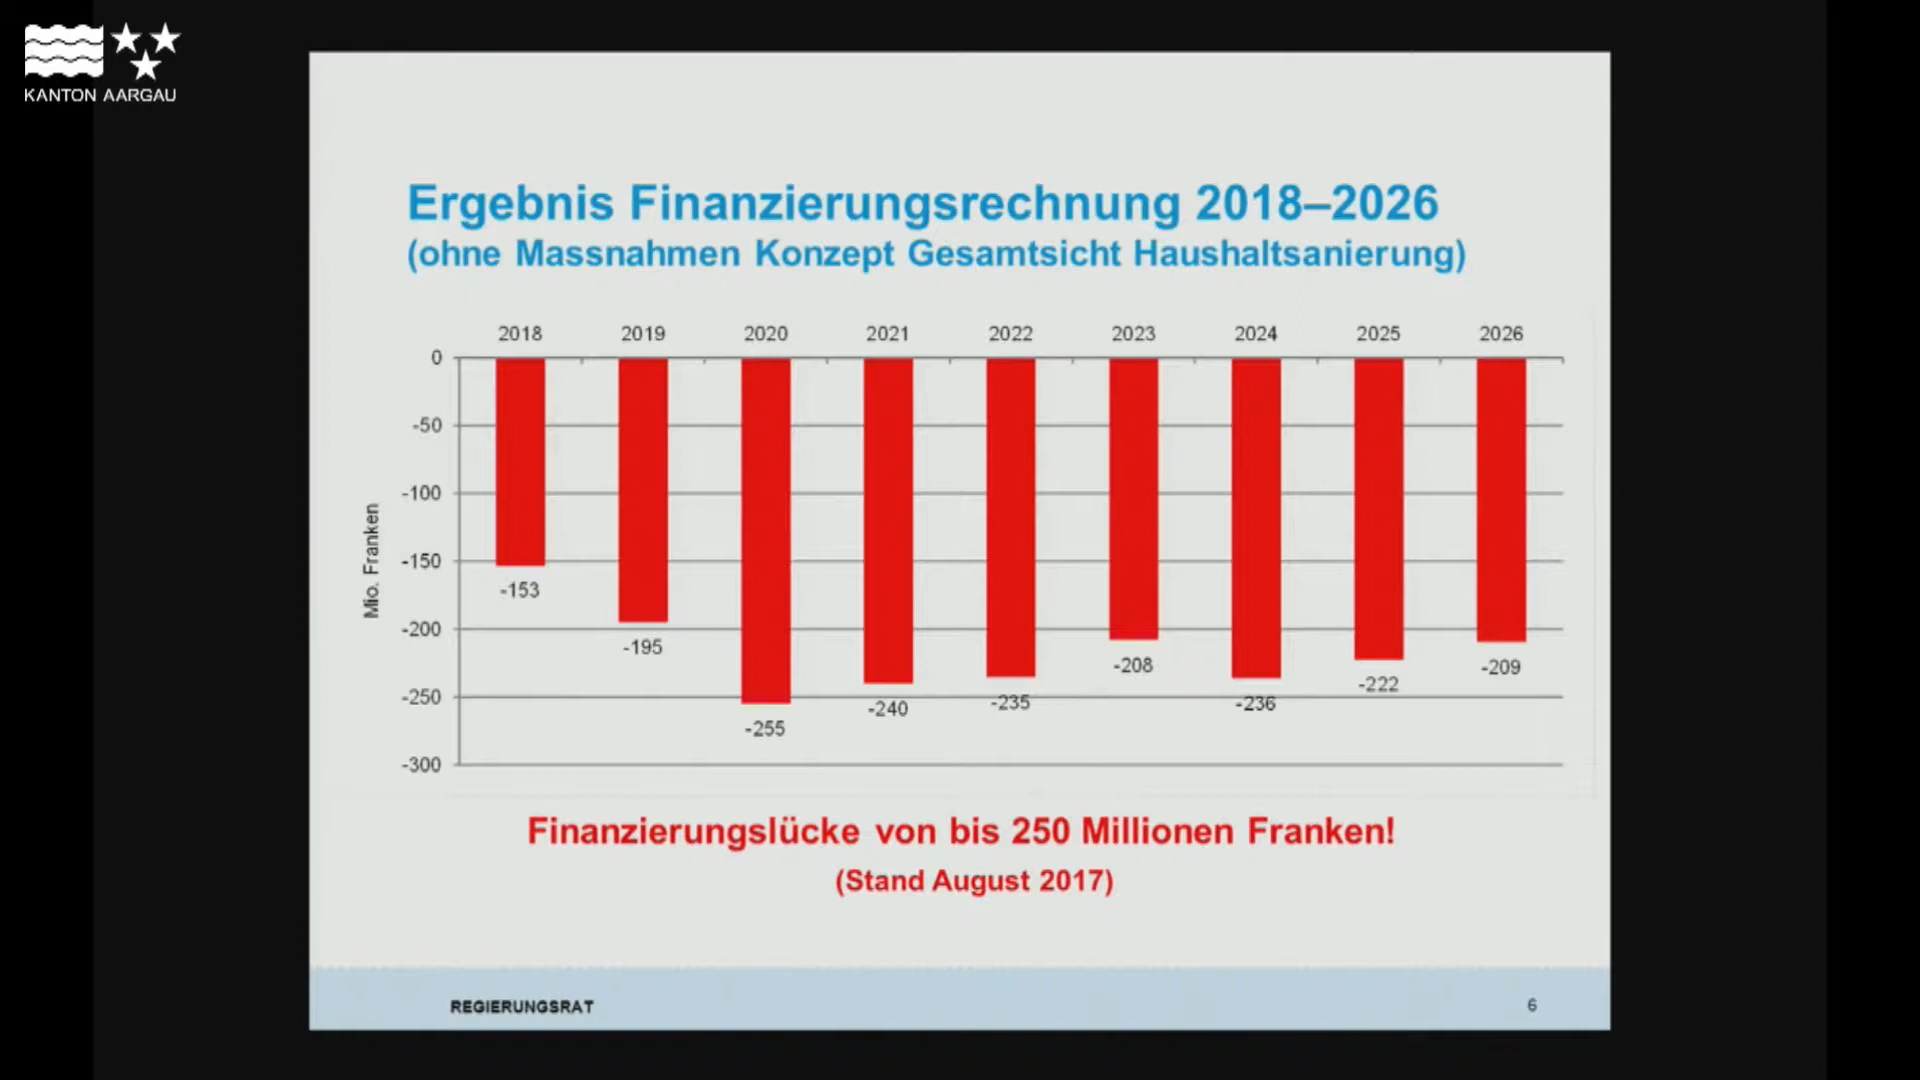 KANTON AARGAU
Ergebnis Finanzierungsrechnung 2018–2026
(ohne Massnahmen Konzept Gesamtsicht Haushaltsanierung)
2018 2019 2020 2021 2022 2023 2024 2025 2026
0
-50
-100
-150
-200
-250
-300
Mio. Franken
-153
-195
-255
-240
-235
-208
-236
-222
-209
Finanzierungslücke von bis 250 Millionen Franken!
(Stand August 2017)
REGIERUNGSRAT
6